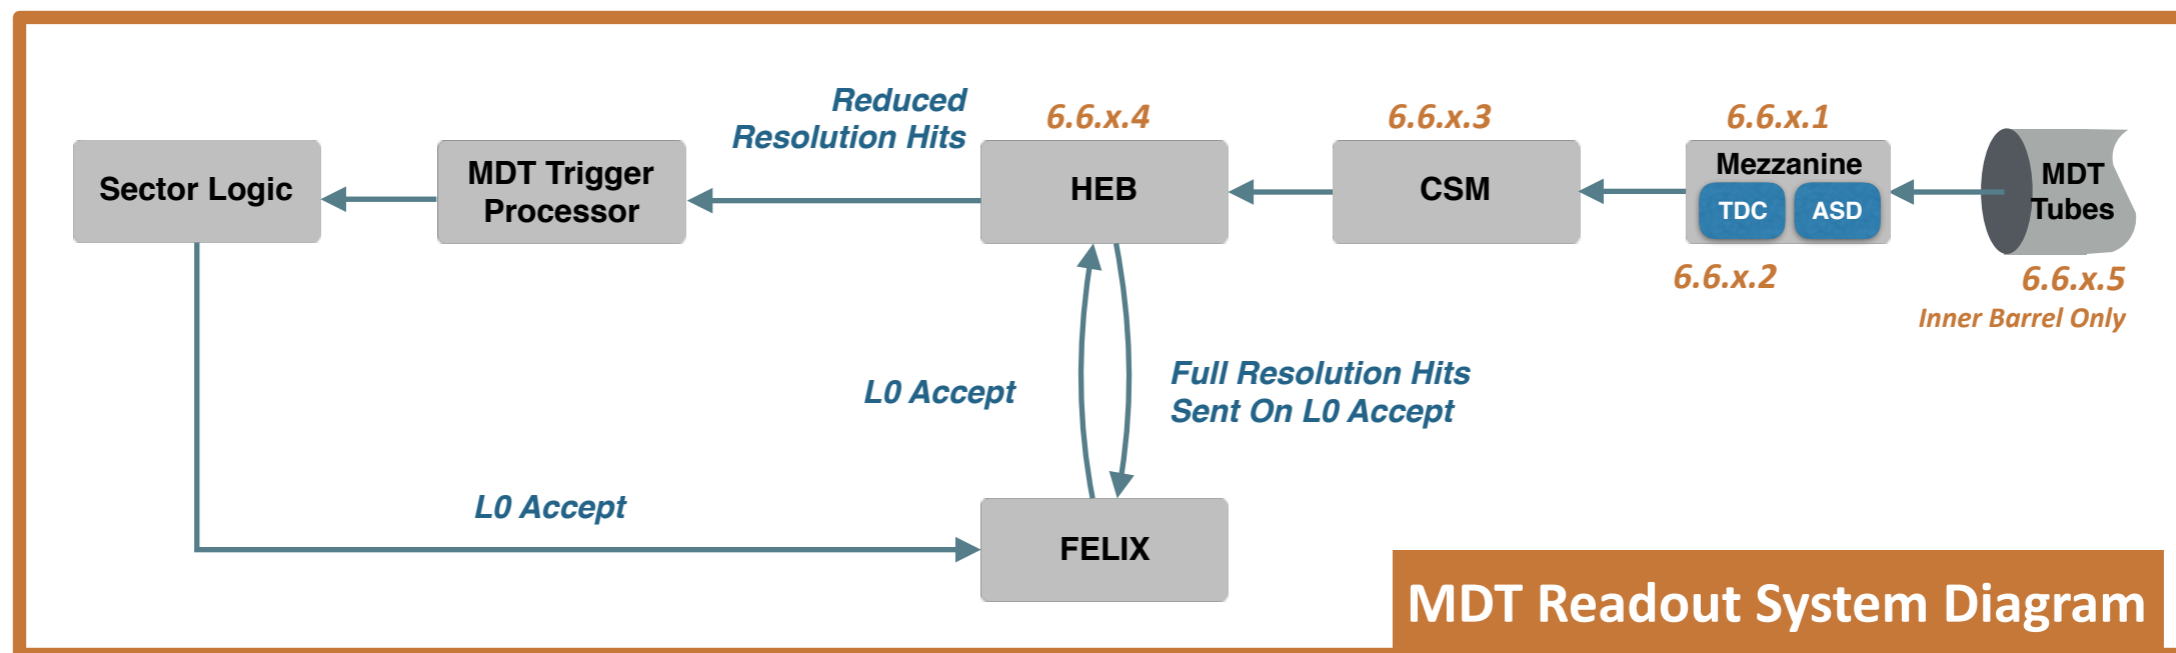 Reduced
Resolution Hits
6.6.x.4
6.6.x.3
6.6.x.1
Sector Logic
MDT Trigger
Processor
HEB
CSM
Mezzanine
TDC
ASD
MDT
Tubes
6.6.x.2
6.6.x.5
Inner Barrel Only
L0 Accept
Full Resolution Hits
Sent On L0 Accept
L0 Accept
FELIX
MDT Readout System Diagram